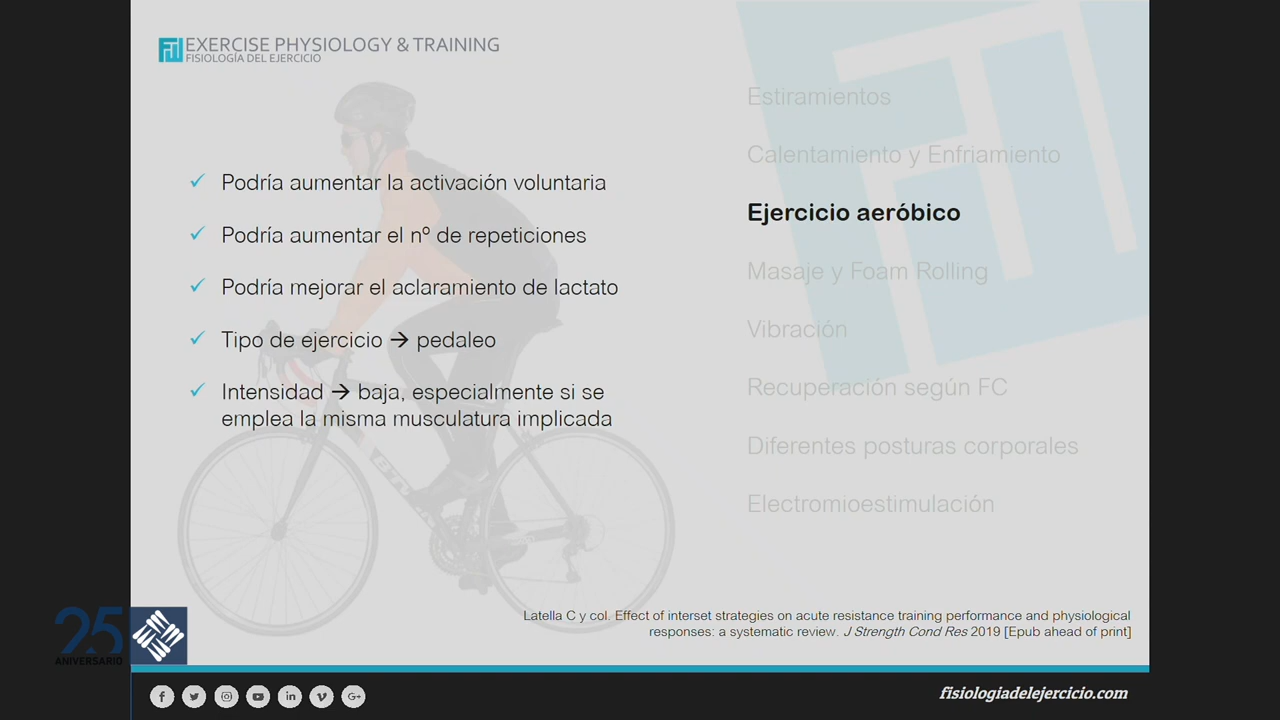 EXERCISE PHYSIOLOGY & TRAINING
FISIOLOGÍA DEL EJERCICIO
Podría aumentar la activación voluntaria
Podría aumentar el nº de repeticiones
Podría mejorar el aclaramiento de lactato
Tipo de ejercicio → pedaleo
Intensidad → baja, especialmente si se
emplea la misma musculatura implicada
Estiramientos
Calentamiento y Enfriamiento
Ejercicio aeróbico
Masaje y Foam Rolling
Vibración
Recuperación según FC
Diferentes posturas corporales
Electromioestimulación
Latella C y col. Effect of interset strategies on acute resistance training performance and physiological
responses: a systematic review. J Strength Cond Res 2019 [Epub ahead of print]
25
ANIVERSARIO
fisiologiadelejercicio.com